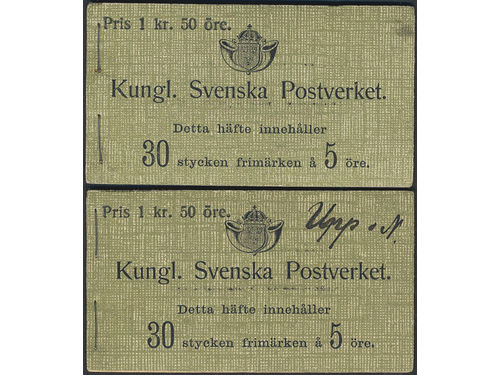 Pris 1 kr. 50 öre.
Kungl. Svenska Postverket.
Detta häfte innehåller
30 stycken frimärken å 5 öre.
Pris 1 kr. 50 öre.
Upp o N.
Kungl. Svenska Postverket.
Detta häfte innehåller
30 stycken frimärken å 5 öre.